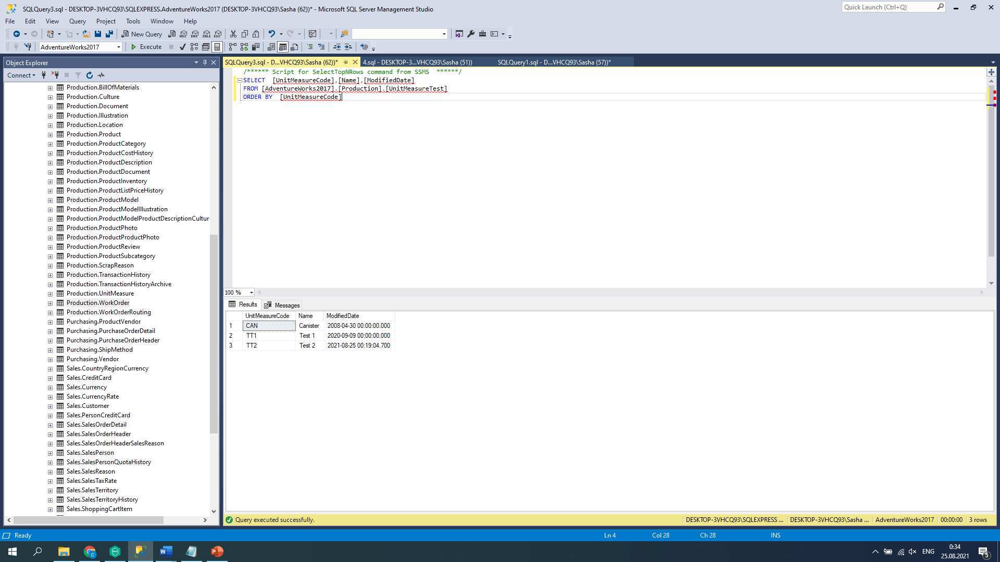 SQLQuery3.sql - DESKTOP-3VHCQ93\SQLEXPRESS.AdventureWorks2017 (DESKTOP-3VHCQ93\Sasha (62))* - Microsoft SQL Server Management Studio
Quick Launch (Ctrl+Q)
File Edit View Query Project Tools Window Help
New Query
MDX DMX XMLA DAX
AdventureWorks2017
Execute
Object Explorer
SQLQuery3.sql - D...VHCQ93\Sasha (62))*
4.sql - DESKTOP-3...VHCQ93\Sasha (51))
SQLQuery1.sql - D...VHCQ93\Sasha (57))*
Connect
Production.BillOfMaterials
Production.Culture
Production.Document
Production.Illustration
Production.Location
Production.Product
Production.ProductCategory
Production.ProductCostHistory
Production.ProductDescription
Production.ProductDocument
Production.ProductInventory
Production.ProductListPriceHistory
Production.ProductModel
Production.ProductModelIllustration
Production.ProductModelProductDescriptionCultur
Production.ProductPhoto
Production.ProductProductPhoto
Production.ProductReview
Production.ProductSubcategory
Production.ScrapReason
Production.TransactionHistory
Production.TransactionHistoryArchive
Production.UnitMeasure
Production.WorkOrder
Production.WorkOrderRouting
Purchasing.ProductVendor
Purchasing.PurchaseOrderDetail
Purchasing.PurchaseOrderHeader
Purchasing.ShipMethod
Purchasing.Vendor
Sales.CountryRegionCurrency
Sales.CreditCard
Sales.Currency
Sales.CurrencyRate
Sales.Customer
Sales.PersonCreditCard
Sales.SalesOrderDetail
Sales.SalesOrderHeader
Sales.SalesOrderHeaderSalesReason
Sales.SalesPerson
Sales.SalesPersonQuotaHistory
Sales.SalesReason
Sales.SalesTaxRate
Sales.SalesTerritory
Sales.SalesTerritoryHistory
Sales.ShoppingCartItem
/****** Script for SelectTopNRows command from SSMS ******/
SELECT [UnitMeasureCode],[Name],[ModifiedDate]
FROM [AdventureWorks2017].[Production].[UnitMeasureTest]
ORDER BY [UnitMeasureCode]
100 %
Results Messages
UnitMeasureCode Name ModifiedDate
1 CAN Canister 2008-04-30 00:00:00.000
2 TT1 Test 1 2020-09-09 00:00:00.000
3 TT2 Test 2 2021-08-25 00:19:04.700
Query executed successfully.
DESKTOP-3VHCQ93\SQLEXPRESS ... DESKTOP-3VHCQ93\Sasha ... AdventureWorks2017 00:00:00 3 rows
Ready
Ln 4 Col 28 Ch 28 INS
ENG
0:34
25.08.2021
5